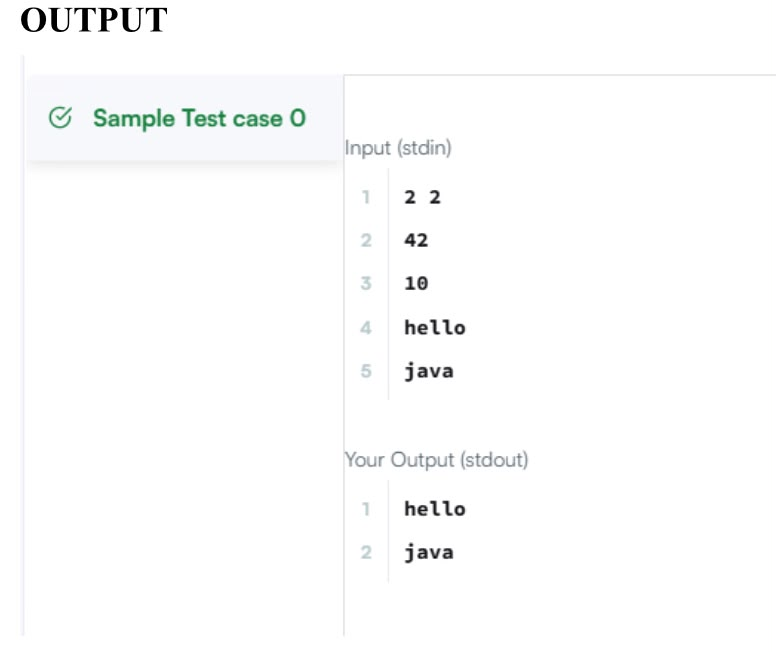 OUTPUT
Sample Test case 0
Input (stdin)
1 2 2
2 42
3 10
4 hello
5 java
Your Output (stdout)
1 hello
2 java